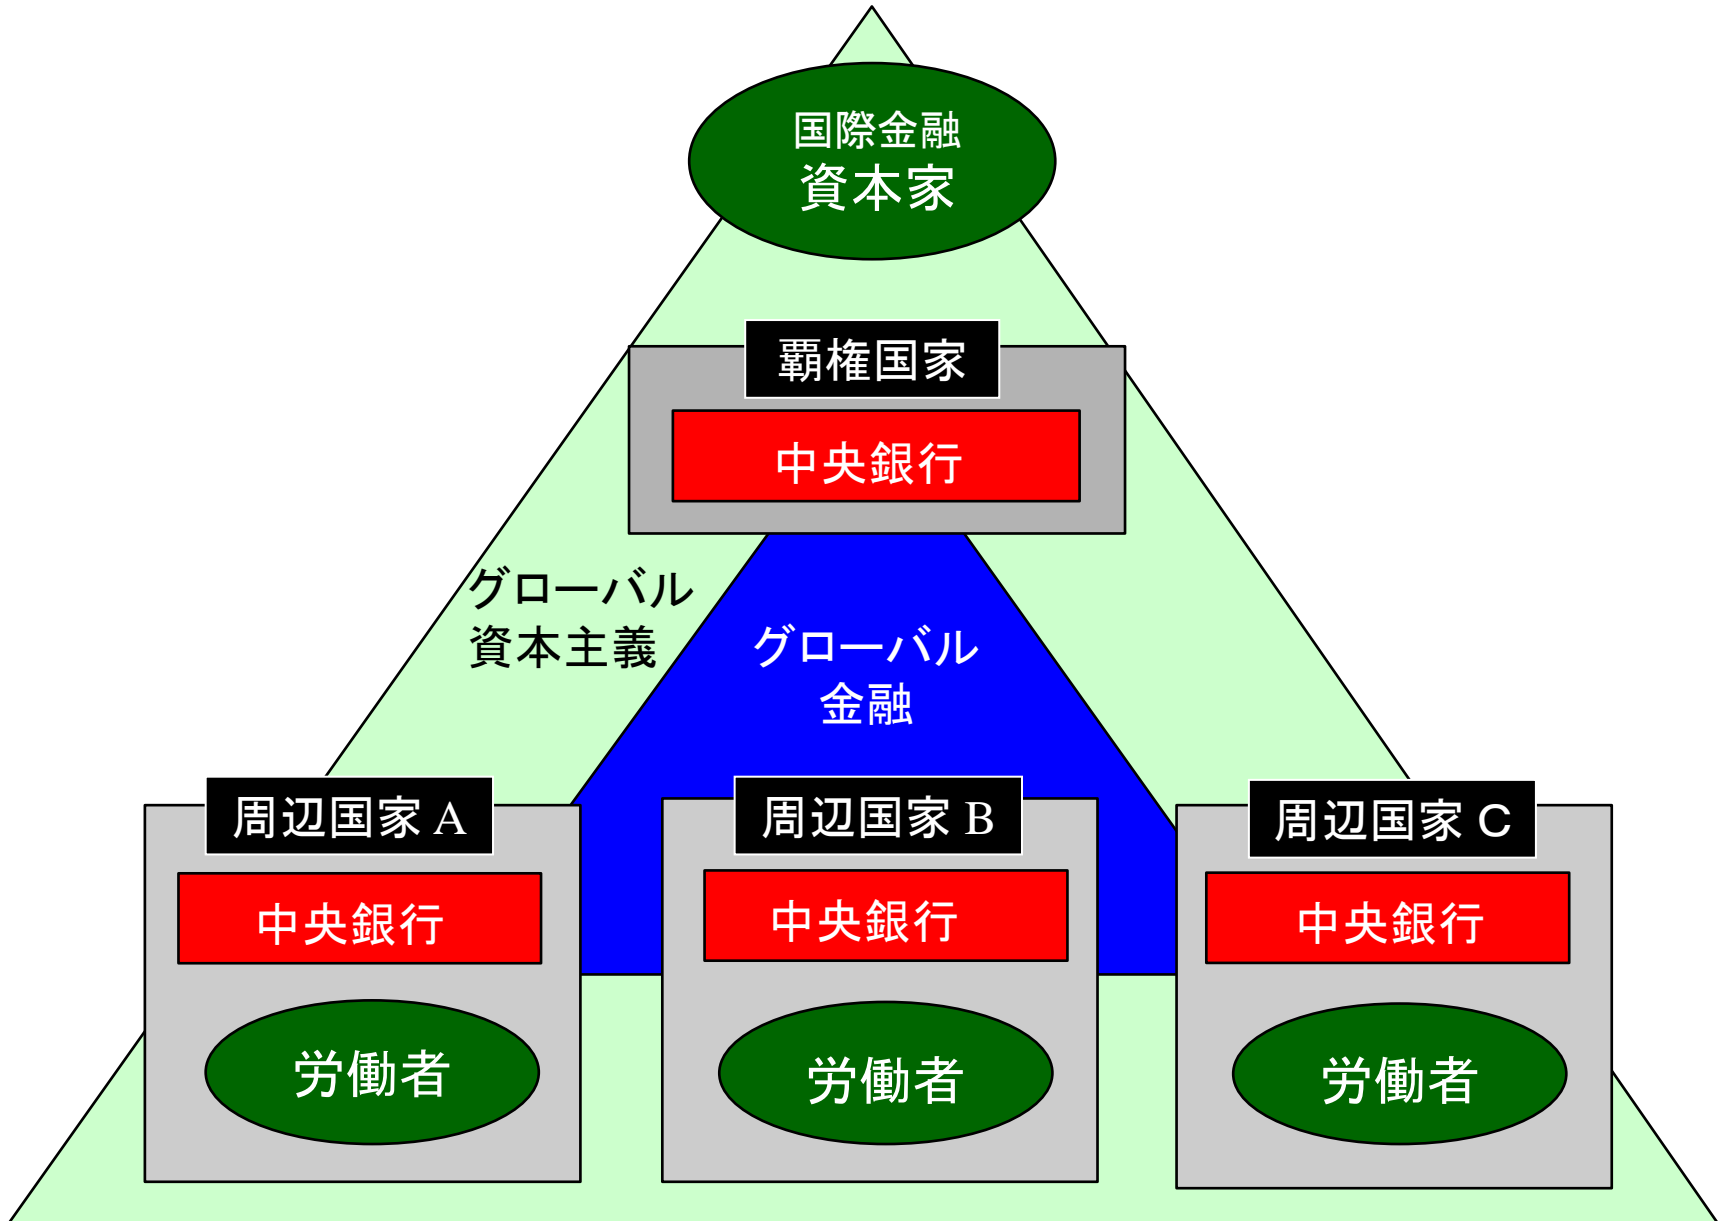 国際金融
資本家
覇権国家
中央銀行
グローバル
資本主義
グローバル
金融
周辺国家 A
中央銀行
労働者
周辺国家 B
中央銀行
労働者
周辺国家 C
中央銀行
労働者